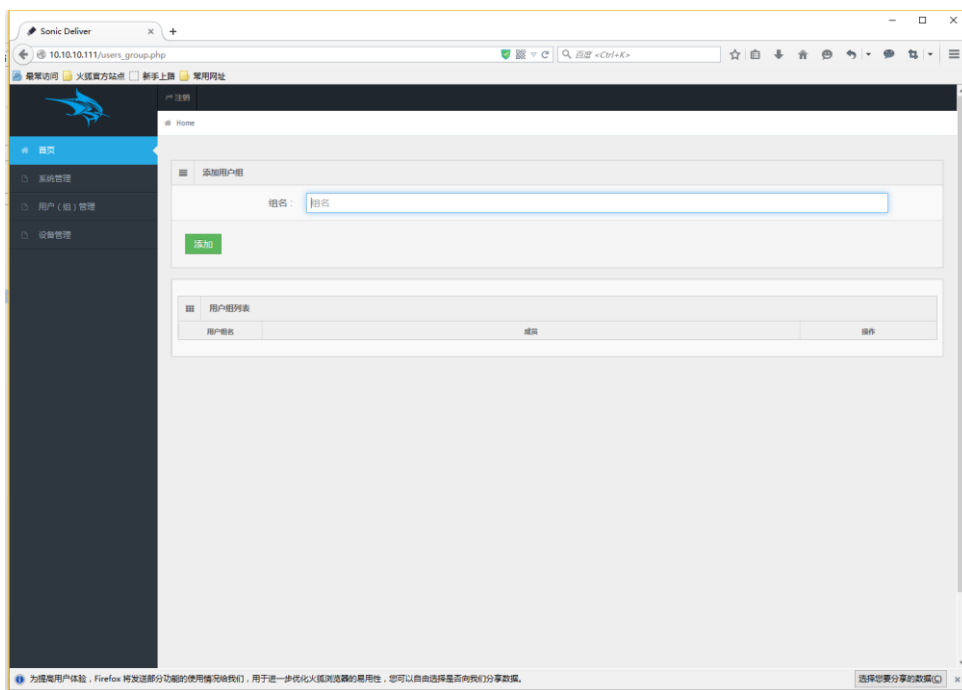 Sonic Deliver
10.10.10.111/users_group.php
百度 <Ctrl+K>
最常访问 火狐官方站点 新手上路 常用网址
注销
Home
首页
系统管理
用户（组）管理
设备管理
添加用户组
组名： 组名
添加
用户组列表
用户组名 成员 操作
为提高用户体验，Firefox 将发送部分功能的使用情况给我们，用于进一步优化火狐浏览器的易用性，您可以自由选择是否向我们分享数据。 选择您要分享的数据(C)